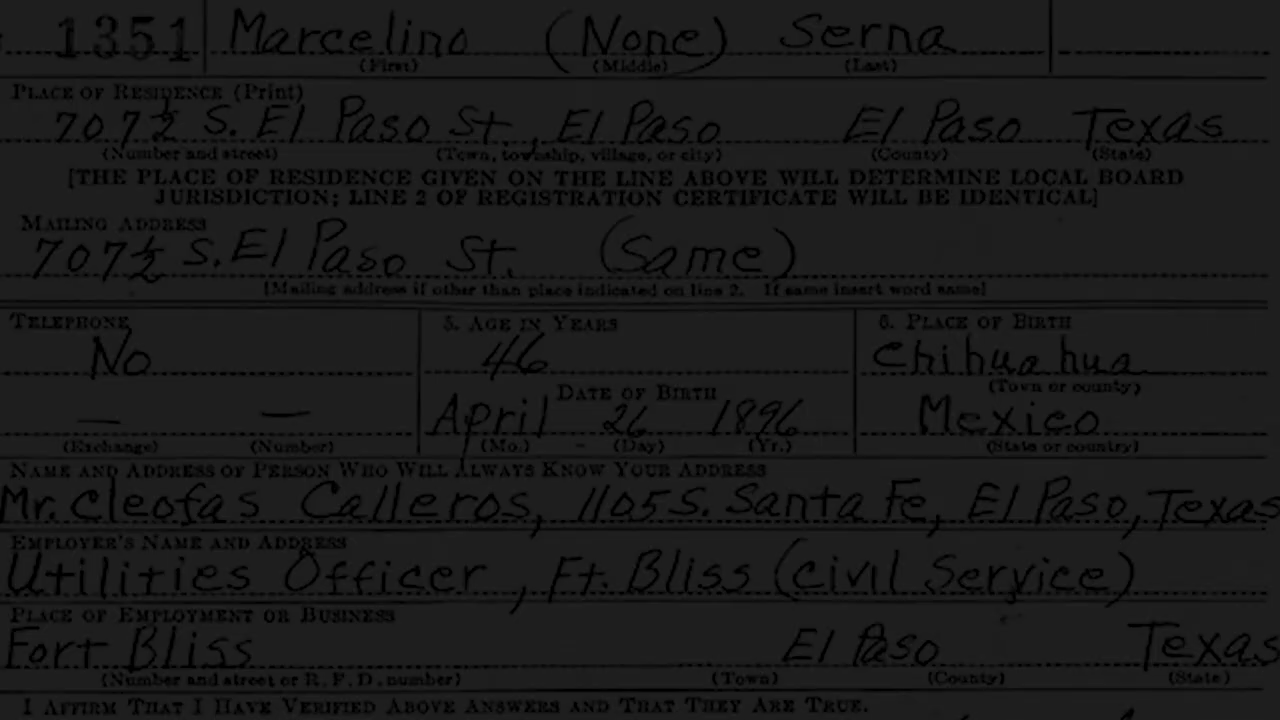 1351 Marcelino (None) Serna
(First) (Middle) (Last)
PLACE OF RESIDENCE (Print)
707½ S. El Paso St., El Paso El Paso Texas
(Number and street) (Town, township, village, or city) (County) (State)
[THE PLACE OF RESIDENCE GIVEN ON THE LINE ABOVE WILL DETERMINE LOCAL BOARD
JURISDICTION; LINE 2 OF REGISTRATION CERTIFICATE WILL BE IDENTICAL]
MAILING ADDRESS
707½ S. El Paso St. (Same)
[Mailing address if other than place indicated on line 2. If same insert word same]
TELEPHONE 5. AGE IN YEARS 6. PLACE OF BIRTH
No 46 Chihuahua
DATE OF BIRTH (Town or county)
— — April 26 1896 Mexico
(Exchange) (Number) (Mo.) - (Day) (Yr.) (State or country)
NAME AND ADDRESS OF PERSON WHO WILL ALWAYS KNOW YOUR ADDRESS
Mr. Cleofas Calleros, 1105 S. Santa Fe, El Paso, Texas
EMPLOYER'S NAME AND ADDRESS
Utilities Officer, Ft. Bliss (Civil Service)
PLACE OF EMPLOYMENT OR BUSINESS
Fort Bliss El Paso Texas
(Number and street or R. F. D. number) (Town) (County) (State)
I AFFIRM THAT I HAVE VERIFIED ABOVE ANSWERS AND THAT THEY ARE TRUE.